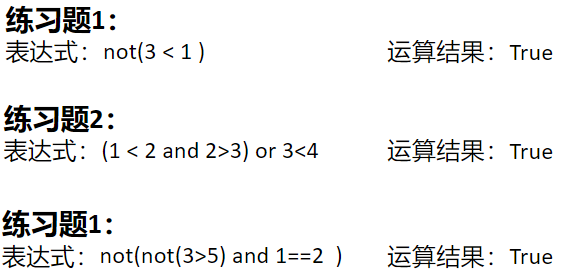 练习题1：
表达式：not(3 < 1 ) 运算结果：True
练习题2：
表达式：(1 < 2 and 2>3) or 3<4 运算结果：True
练习题1：
表达式：not(not(3>5) and 1==2 ) 运算结果：True